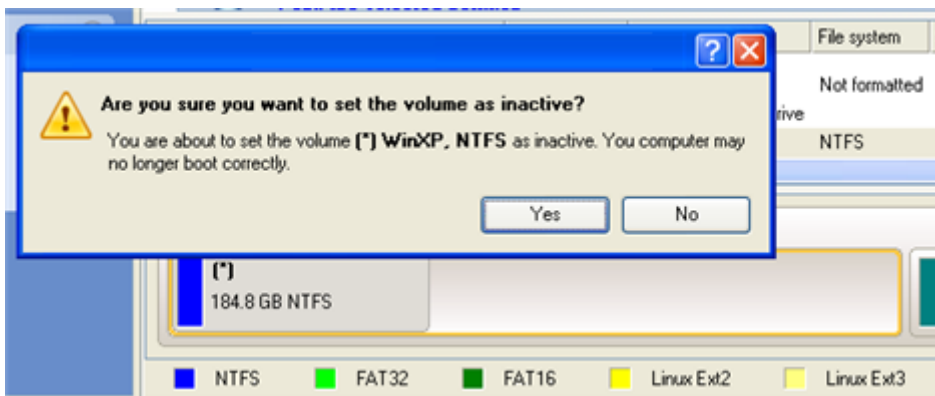 File system
Not formatted
rive
NTFS
Are you sure you want to set the volume as inactive?
You are about to set the volume (*) WinXP, NTFS as inactive. You computer may
no longer boot correctly.
Yes No
(*)
184.8 GB NTFS
NTFS FAT32 FAT16 Linux Ext2 Linux Ext3